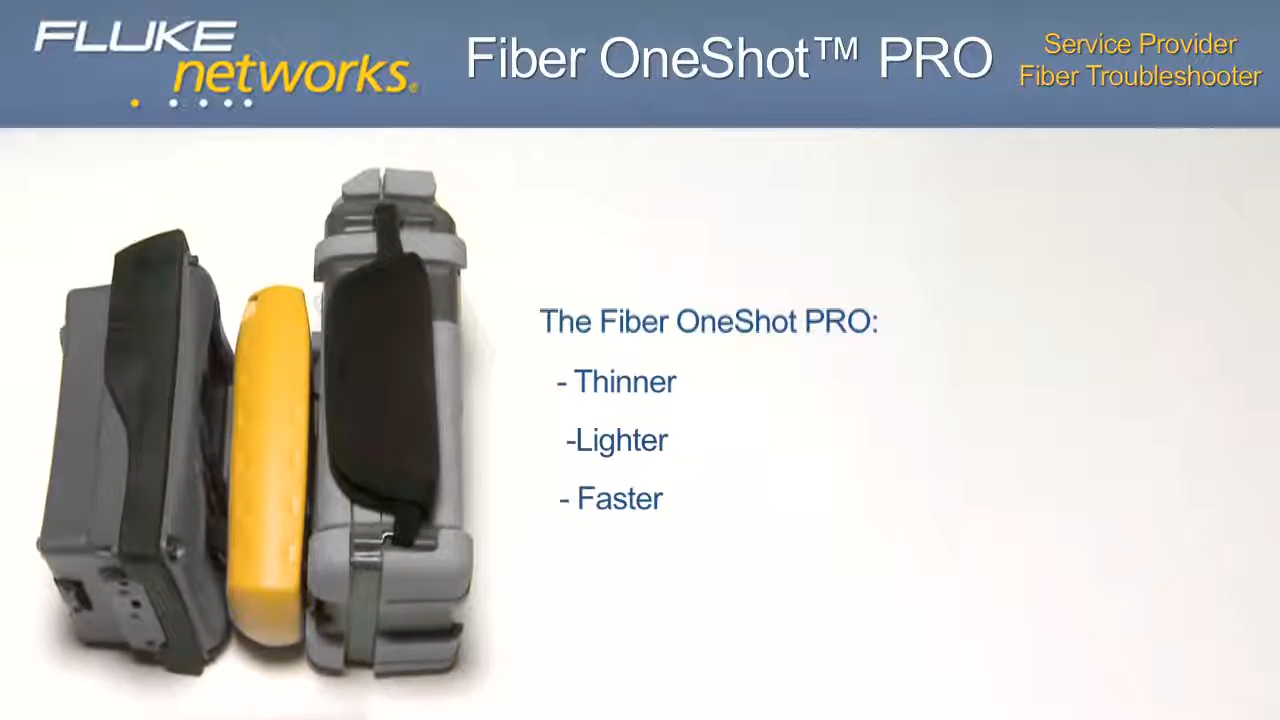 FLUKE
networks®
Fiber OneShot™ PRO
Service Provider
Fiber Troubleshooter
The Fiber OneShot PRO:
- Thinner
-Lighter
- Faster